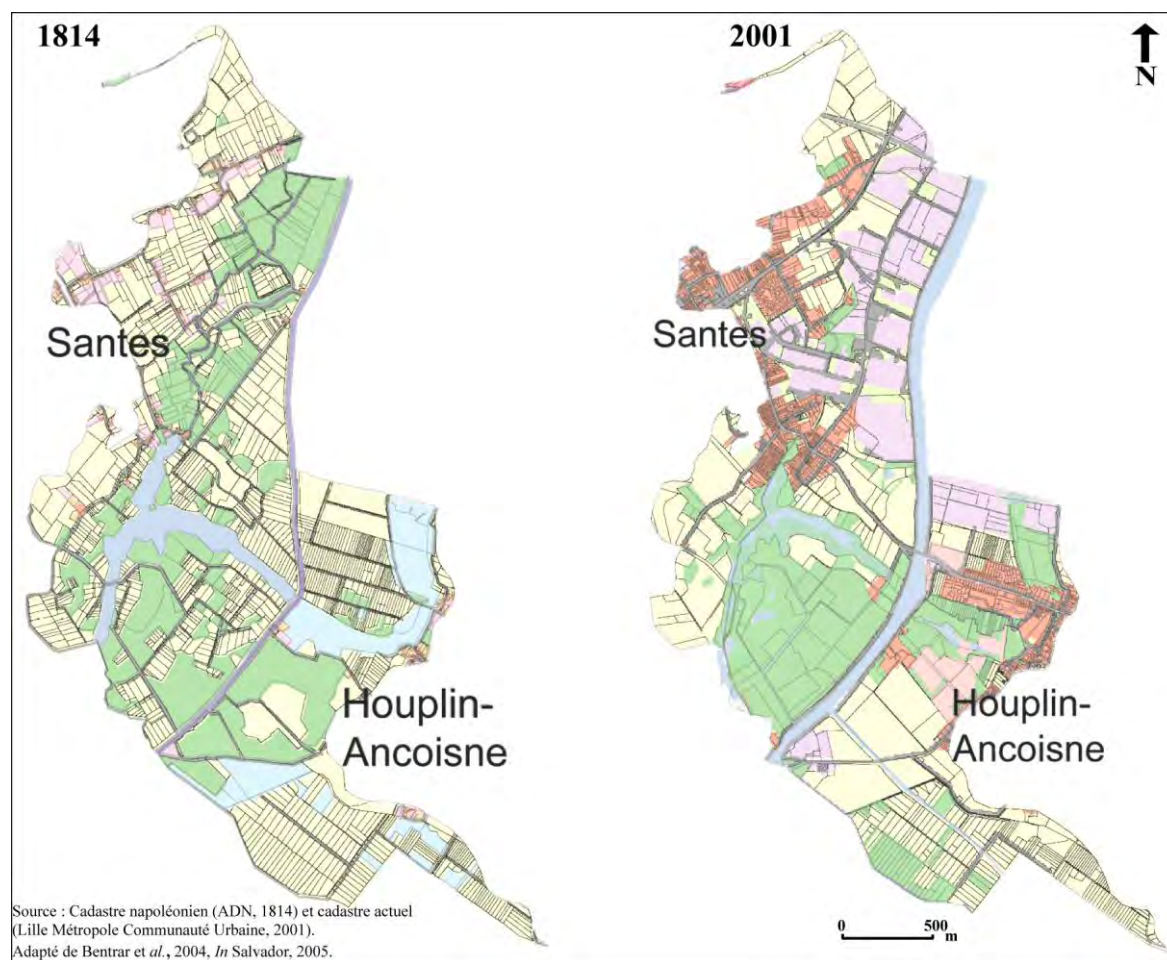 1814
2001
N
Santes
Santes
Houplin-
Ancoisne
Houplin-
Ancoisne
Source : Cadastre napoléonien (ADN, 1814) et cadastre actuel
(Lille Métropole Communauté Urbaine, 2001).
Adapté de Bentrar et al., 2004, In Salvador, 2005.
0 500
m